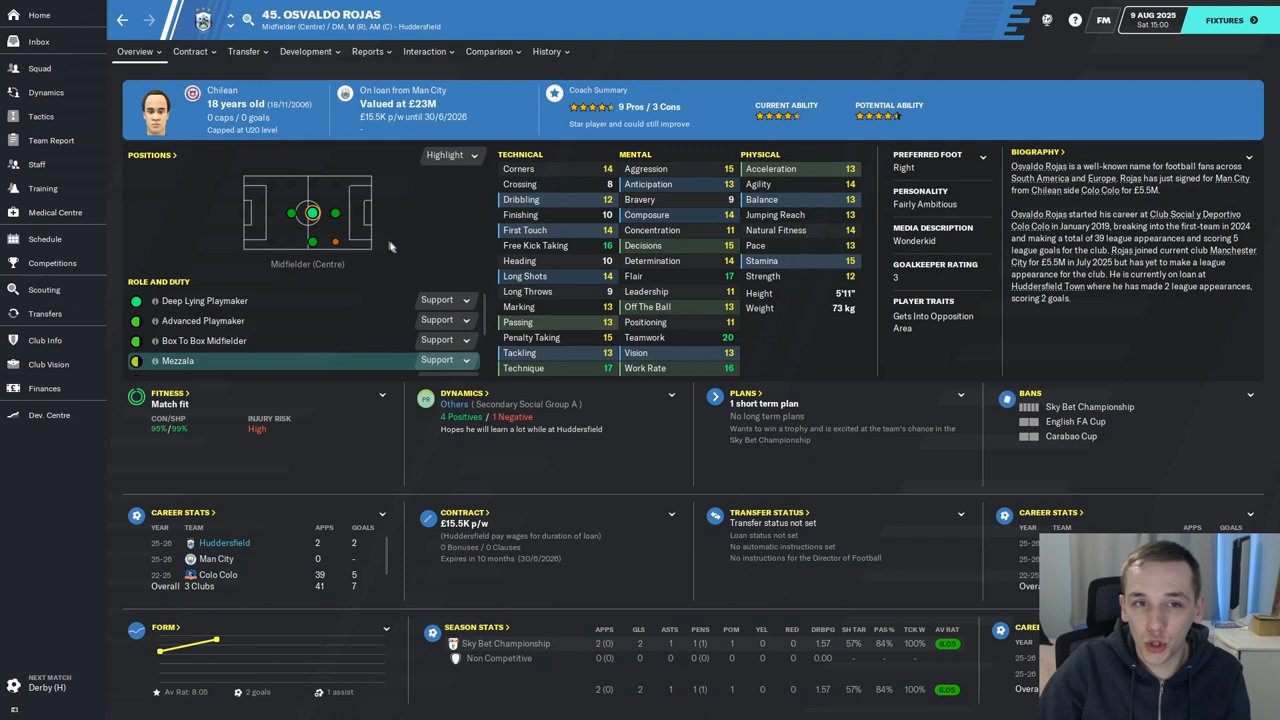 Home
Inbox
Squad
Dynamics
Tactics
Team Report
Staff
Training
Medical Centre
Schedule
Competitions
Scouting
Transfers
Club Info
Club Vision
Finances
Dev. Centre
NEXT MATCH
Derby (H)
45. OSVALDO ROJAS
Midfielder (Centre) / DM, M (R), AM (C) - Huddersfield
FM
9 AUG 2025
Sat 15:00
FIXTURES
Overview Contract Transfer Development Reports Interaction Comparison History
Chilean
18 years old (18/11/2006)
0 caps / 0 goals
Capped at U20 level
On loan from Man City
Valued at £23M
£15.5K p/w until 30/6/2026
-
Coach Summary
9 Pros / 3 Cons
Star player and could still improve
CURRENT ABILITY
POTENTIAL ABILITY
POSITIONS >
Highlight
Midfielder (Centre)
ROLE AND DUTY
Deep Lying Playmaker Support
Advanced Playmaker Support
Box To Box Midfielder Support
Mezzala Support
TECHNICAL
Corners 14
Crossing 8
Dribbling 12
Finishing 10
First Touch 14
Free Kick Taking 16
Heading 10
Long Shots 14
Long Throws 9
Marking 13
Passing 13
Penalty Taking 15
Tackling 13
Technique 17
MENTAL
Aggression 15
Anticipation 13
Bravery 9
Composure 14
Concentration 11
Decisions 15
Determination 14
Flair 17
Leadership 11
Off The Ball 13
Positioning 11
Teamwork 20
Vision 13
Work Rate 16
PHYSICAL
Acceleration 13
Agility 14
Balance 13
Jumping Reach 13
Natural Fitness 14
Pace 13
Stamina 15
Strength 12
Height 5'11"
Weight 73 kg
PREFERRED FOOT
Right
PERSONALITY
Fairly Ambitious
MEDIA DESCRIPTION
Wonderkid
GOALKEEPER RATING
3
PLAYER TRAITS
Gets Into Opposition
Area
BIOGRAPHY >
Osvaldo Rojas is a well-known name for football fans across
South America and Europe. Rojas has just signed for Man City
from Chilean side Colo Colo for £5.5M.
Osvaldo Rojas started his career at Club Social y Deportivo
Colo Colo in January 2019, breaking into the first-team in 2024
and making a total of 39 league appearances and scoring 5
league goals for the club. Rojas joined current Manchester
City for £5.5M in July 2025 but has yet to make a league
appearance for the club. He is currently on loan at
Huddersfield Town where he has made 2 league appearances,
scoring 2 goals.
FITNESS >
Match fit
CON/SHP
95%/99%
INJURY RISK
High
PR
DYNAMICS >
Others ( Secondary Social Group A )
4 Positives / 1 Negative
Hopes he will learn a lot while at Huddersfield
PLANS >
1 short term plan
No long term plans
Wants to win a trophy and is excited at the team's chance in the
Sky Bet Championship
BANS
Sky Bet Championship
English FA Cup
Carabao Cup
CAREER STATS >
YEAR TEAM APPS GOALS
25-26 Huddersfield 2 2
25-26 Man City 0 -
22-25 Colo Colo 39 5
Overall 3 Clubs 41 7
CONTRACT >
£15.5K p/w
(Huddersfield pay wages for duration of loan)
0 Bonuses / 0 Clauses
Expires in 10 months (30/6/2026)
TRANSFER STATUS >
Transfer status not set
Loan status not set
No automatic instructions set
No instructions for the Director of Football
CAREER STATS >
YEAR TEAM APPS GOALS
FORM >
Av Rat: 8.05 2 goals 1 assist
SEASON STATS > APPS GLS ASTS PENS POM YEL RED DRBPG SH TAR PAS % TCK W AV RAT
Sky Bet Championship 2 (0) 2 1 1 (1) 1 0 0 1.57 57% 84% 100% 8.05
Non Competitive 0 (0) 0 0 0 (0) 0 0 0 0.00 - - - -
2 (0) 2 1 1 (1) 1 0 0 1.57 57% 84% 100% 8.05
YEAR
25-26
25-26
Overa